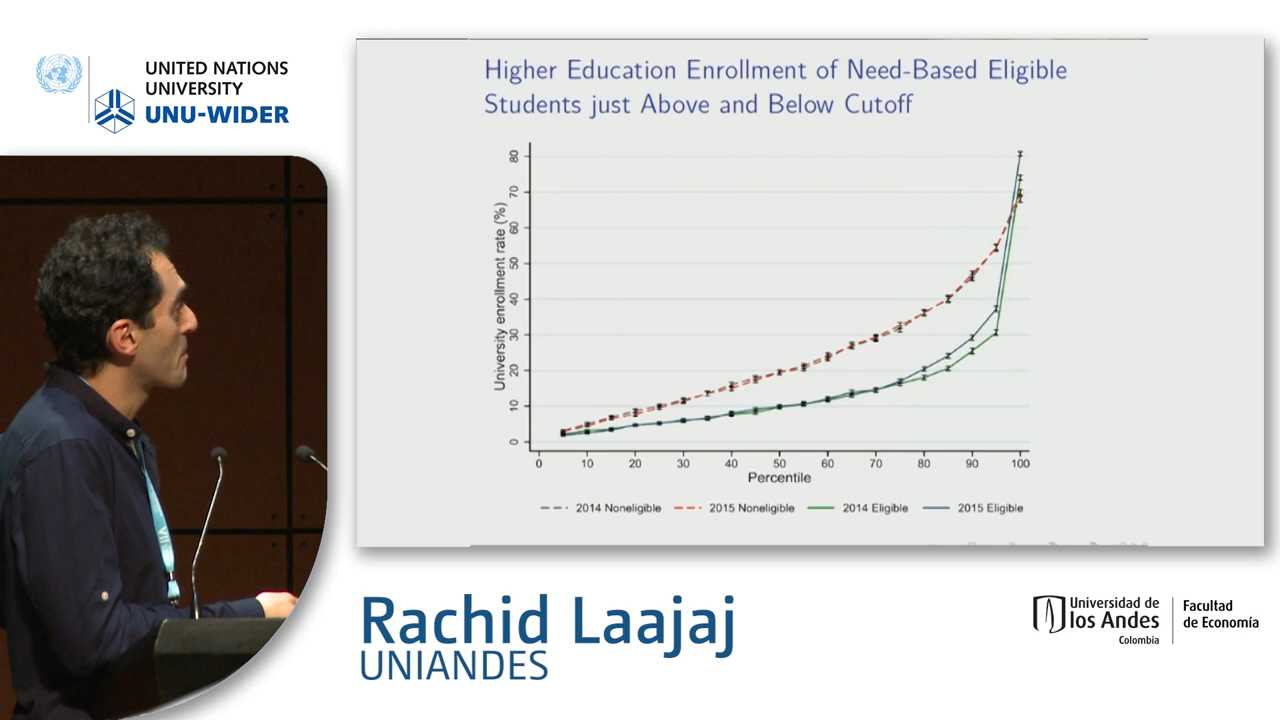 UNITED NATIONS
UNIVERSITY
UNU-WIDER
Higher Education Enrollment of Need-Based Eligible
Students just Above and Below Cutoff
University enrollment rate (%)
80
70
60
50
40
30
20
10
0
0 10 20 30 40 50 60 70 80 90 100
Percentile
2014 Noneligible 2015 Noneligible 2014 Eligible 2015 Eligible
Rachid Laajaj
UNIANDES
Universidad de
los Andes
Colombia
Facultad
de Economía